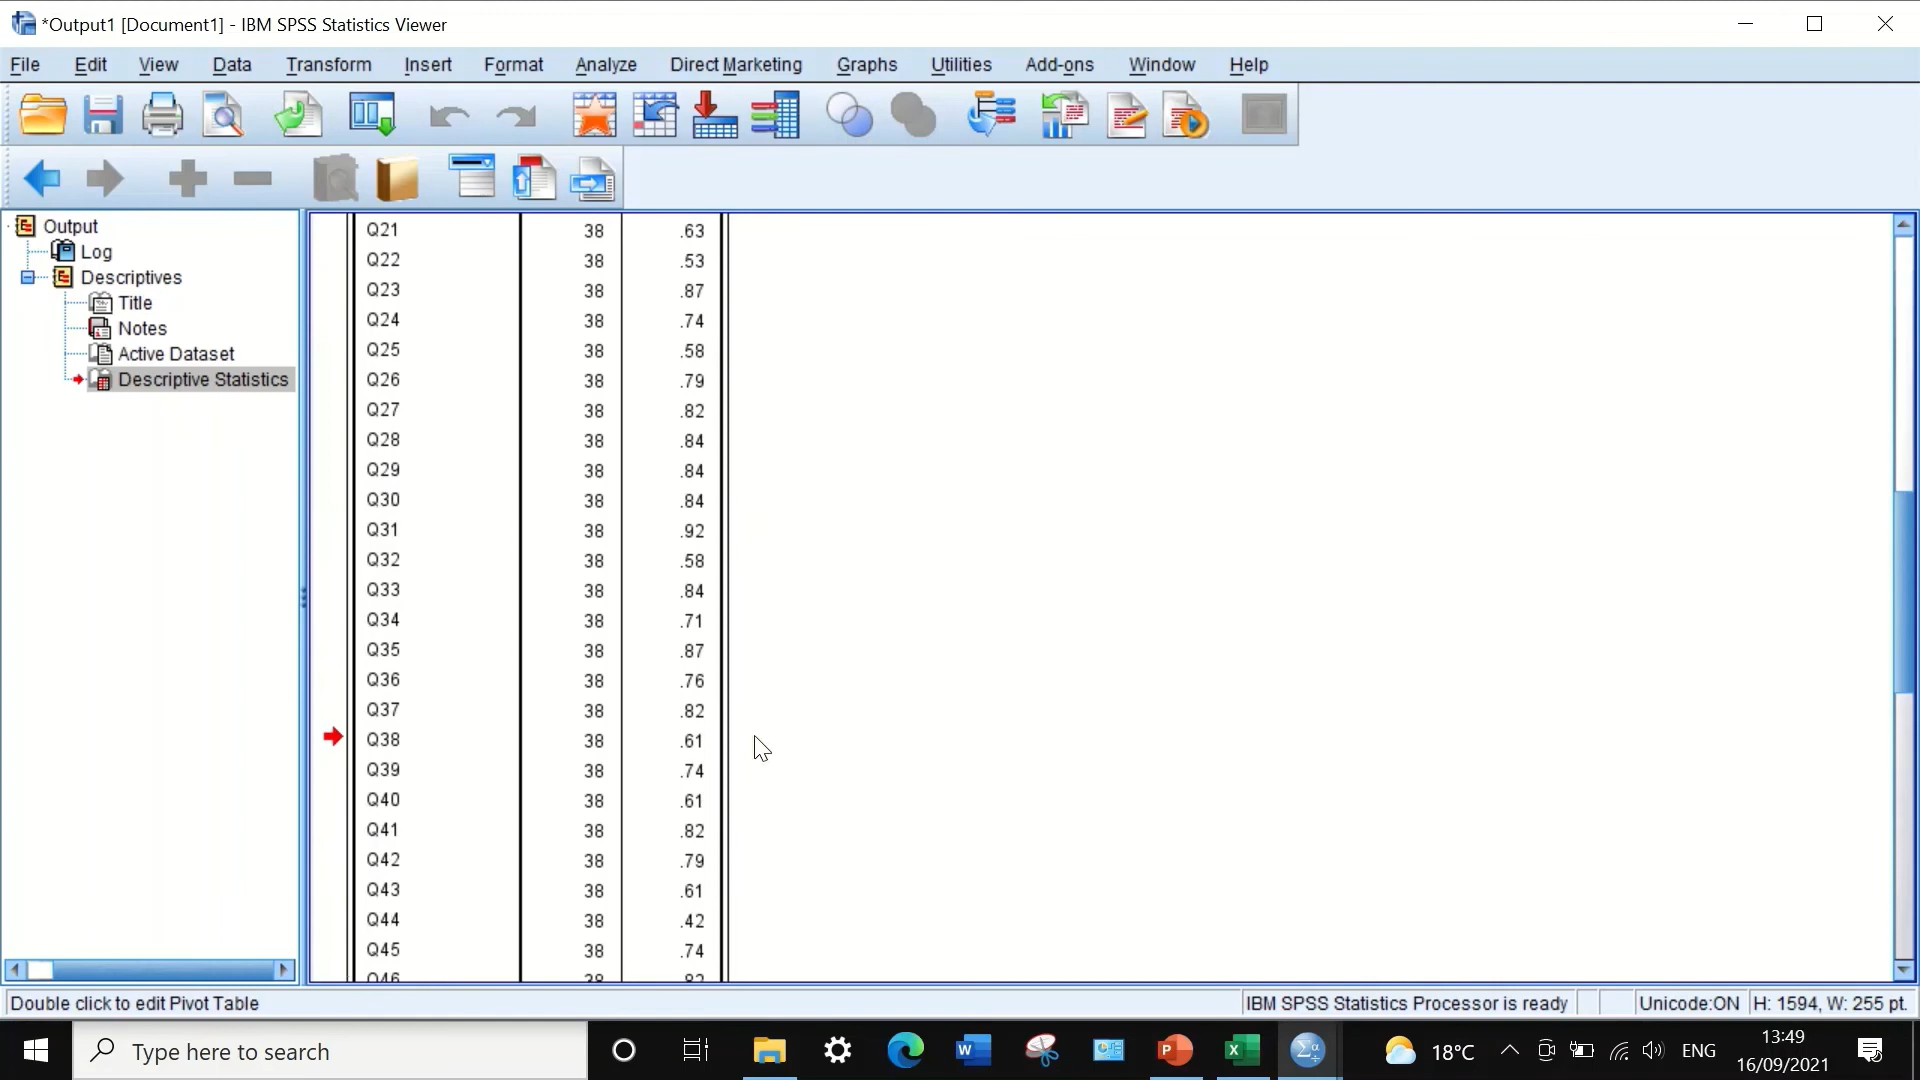 *Output1 [Document1] - IBM SPSS Statistics Viewer
File Edit View Data Transform Insert Format Analyze Direct Marketing Graphs Utilities Add-ons Window Help
Output
Log
Descriptives
Title
Notes
Active Dataset
Descriptive Statistics
Q21 38 .63
Q22 38 .53
Q23 38 .87
Q24 38 .74
Q25 38 .58
Q26 38 .79
Q27 38 .82
Q28 38 .84
Q29 38 .84
Q30 38 .84
Q31 38 .92
Q32 38 .58
Q33 38 .84
Q34 38 .71
Q35 38 .87
Q36 38 .76
Q37 38 .82
Q38 38 .61
Q39 38 .74
Q40 38 .61
Q41 38 .82
Q42 38 .79
Q43 38 .61
Q44 38 .42
Q45 38 .74
Q46 38 .82
Double click to edit Pivot Table IBM SPSS Statistics Processor is ready Unicode:ON H: 1594, W: 255 pt.
Type here to search 18°C ENG 13:49
16/09/2021